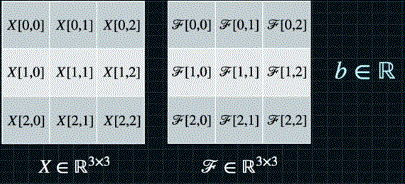 X[0,0] X[0,1] X[0,2] ℱ[0,0] ℱ[0,1] ℱ[0,2]
X[1,0] X[1,1] X[1,2] ℱ[1,0] ℱ[1,1] ℱ[1,2] b ∈ ℝ
X[2,0] X[2,1] X[2,2] ℱ[2,0] ℱ[2,1] ℱ[2,2]
X ∈ ℝ³ˣ³ ℱ ∈ ℝ³ˣ³